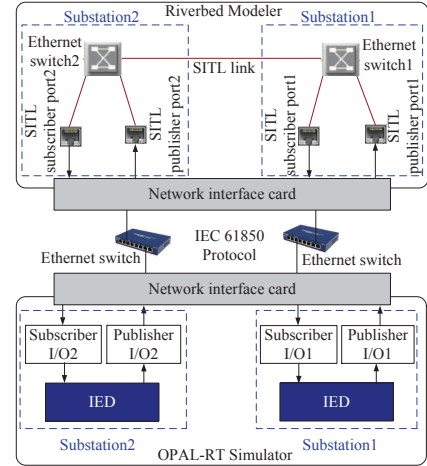 Riverbed Modeler
Substation2
Substation1
Ethernet
switch2
Ethernet
switch1
SITL link
SITL
subscriber port2
SITL
publisher port2
SITL
subscriber port1
SITL
publisher port1
Network interface card
IEC 61850
Protocol
Ethernet switch
Ethernet switch
Network interface card
Subscriber
I/O2
Publisher
I/O2
Subscriber
I/O1
Publisher
I/O1
IED
IED
Substation2
Substation1
OPAL-RT Simulator